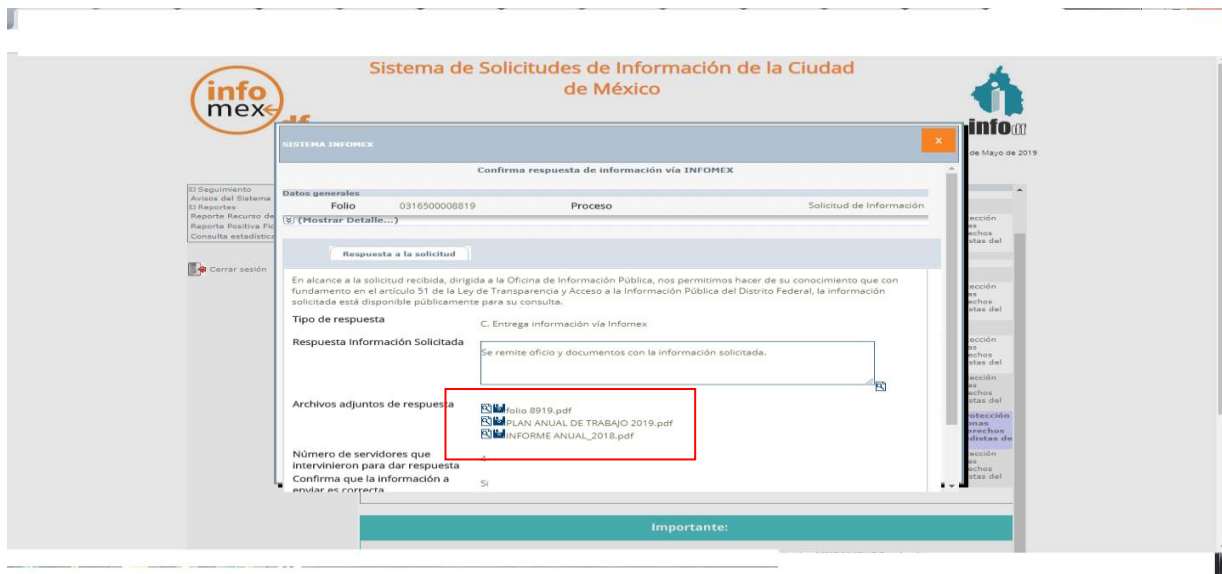 Sistema de Solicitudes de Información de la Ciudad
de México
info
mex
df
info
de Mayo de 2019
SISTEMA INFOMEX
x
Confirma respuesta de información vía INFOMEX
Datos generales
Folio 0316500008819 Proceso Solicitud de Información
(Mostrar Detalle...)
Seguimiento
Avisos del Sistema
Reportes
Reporte Recurso de
Reporte Positiva Fic
Consulta estadística
Cerrar sesión
Respuesta a la solicitud
En alcance a la solicitud recibida, dirigida a la Oficina de Información Pública, nos permitimos hacer de su conocimiento que con
fundamento en el artículo 51 de la Ley de Transparencia y Acceso a la Información Pública del Distrito Federal, la información
solicitada está disponible públicamente para su consulta.
Tipo de respuesta C. Entrega información vía Infomex
Respuesta Información Solicitada Se remite oficio y documentos con la información solicitada.
Archivos adjuntos de respuesta folio 8919.pdf
PLAN ANUAL DE TRABAJO 2019.pdf
INFORME ANUAL_2018.pdf
Número de servidores que
intervinieron para dar respuesta
Confirma que la información a
enviar es correcta Si
Importante: